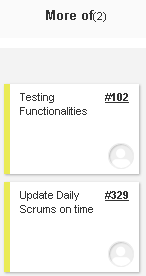 More of(2)
Testing #102
Functionalities
Update Daily #329
Scrums on time